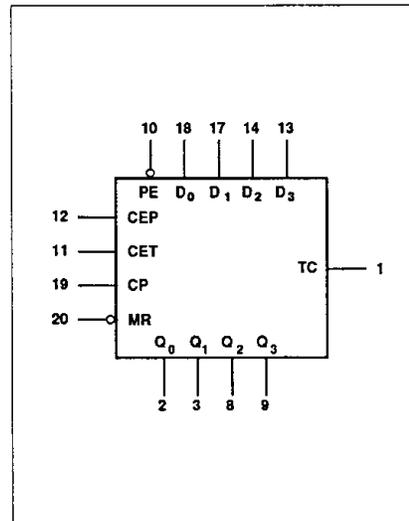 10 18 17 14 13
PE D0 D1 D2 D3
12 CEP
11 CET
TC 1
19 CP
20 MR
Q0 Q1 Q2 Q3
2 3 8 9